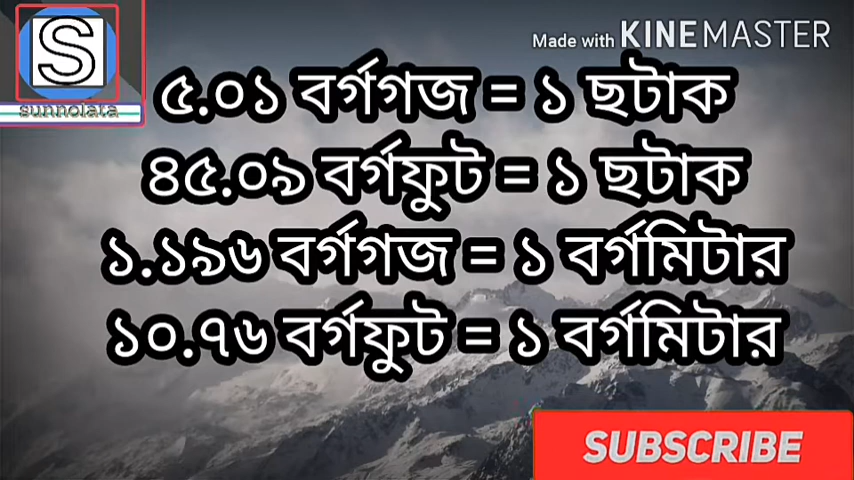 Made with KINEMASTER
S
sunnolata
৫.০১ বর্গগজ = ১ ছটাক
৪৫.০৯ বর্গফুট = ১ ছটাক
১.১৯৬ বর্গগজ = ১ বর্গমিটার
১০.৭৬ বর্গফুট = ১ বর্গমিটার
SUBSCRIBE